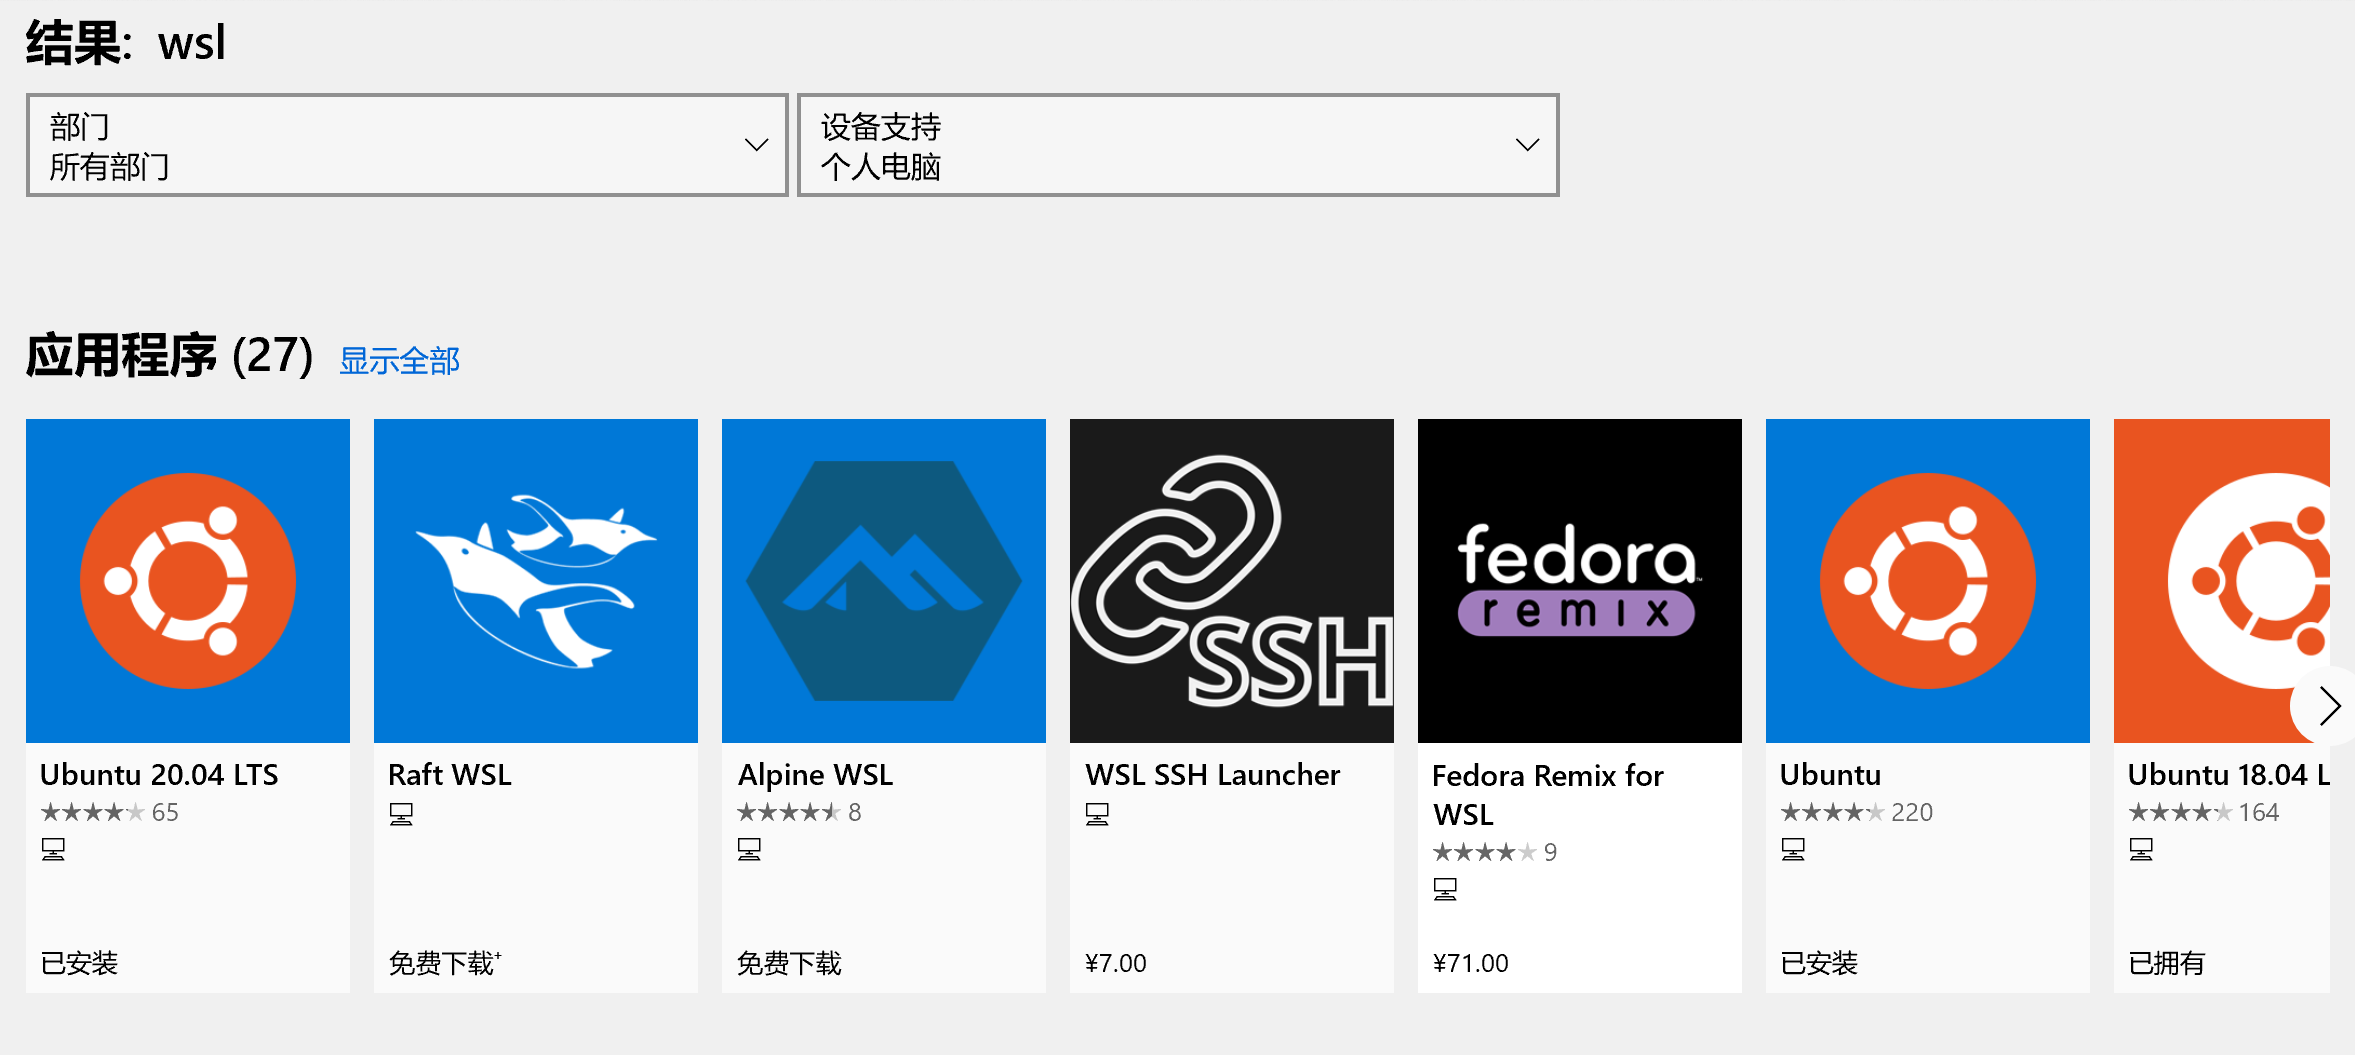 结果: wsl
部门
所有部门
设备支持
个人电脑
应用程序 (27) 显示全部
SSH
fedora™
remix
Ubuntu 20.04 LTS
65
已安装
Raft WSL
免费下载+
Alpine WSL
8
免费下载
WSL SSH Launcher
¥7.00
Fedora Remix for
WSL
9
¥71.00
Ubuntu
220
已安装
Ubuntu 18.04 L
164
已拥有